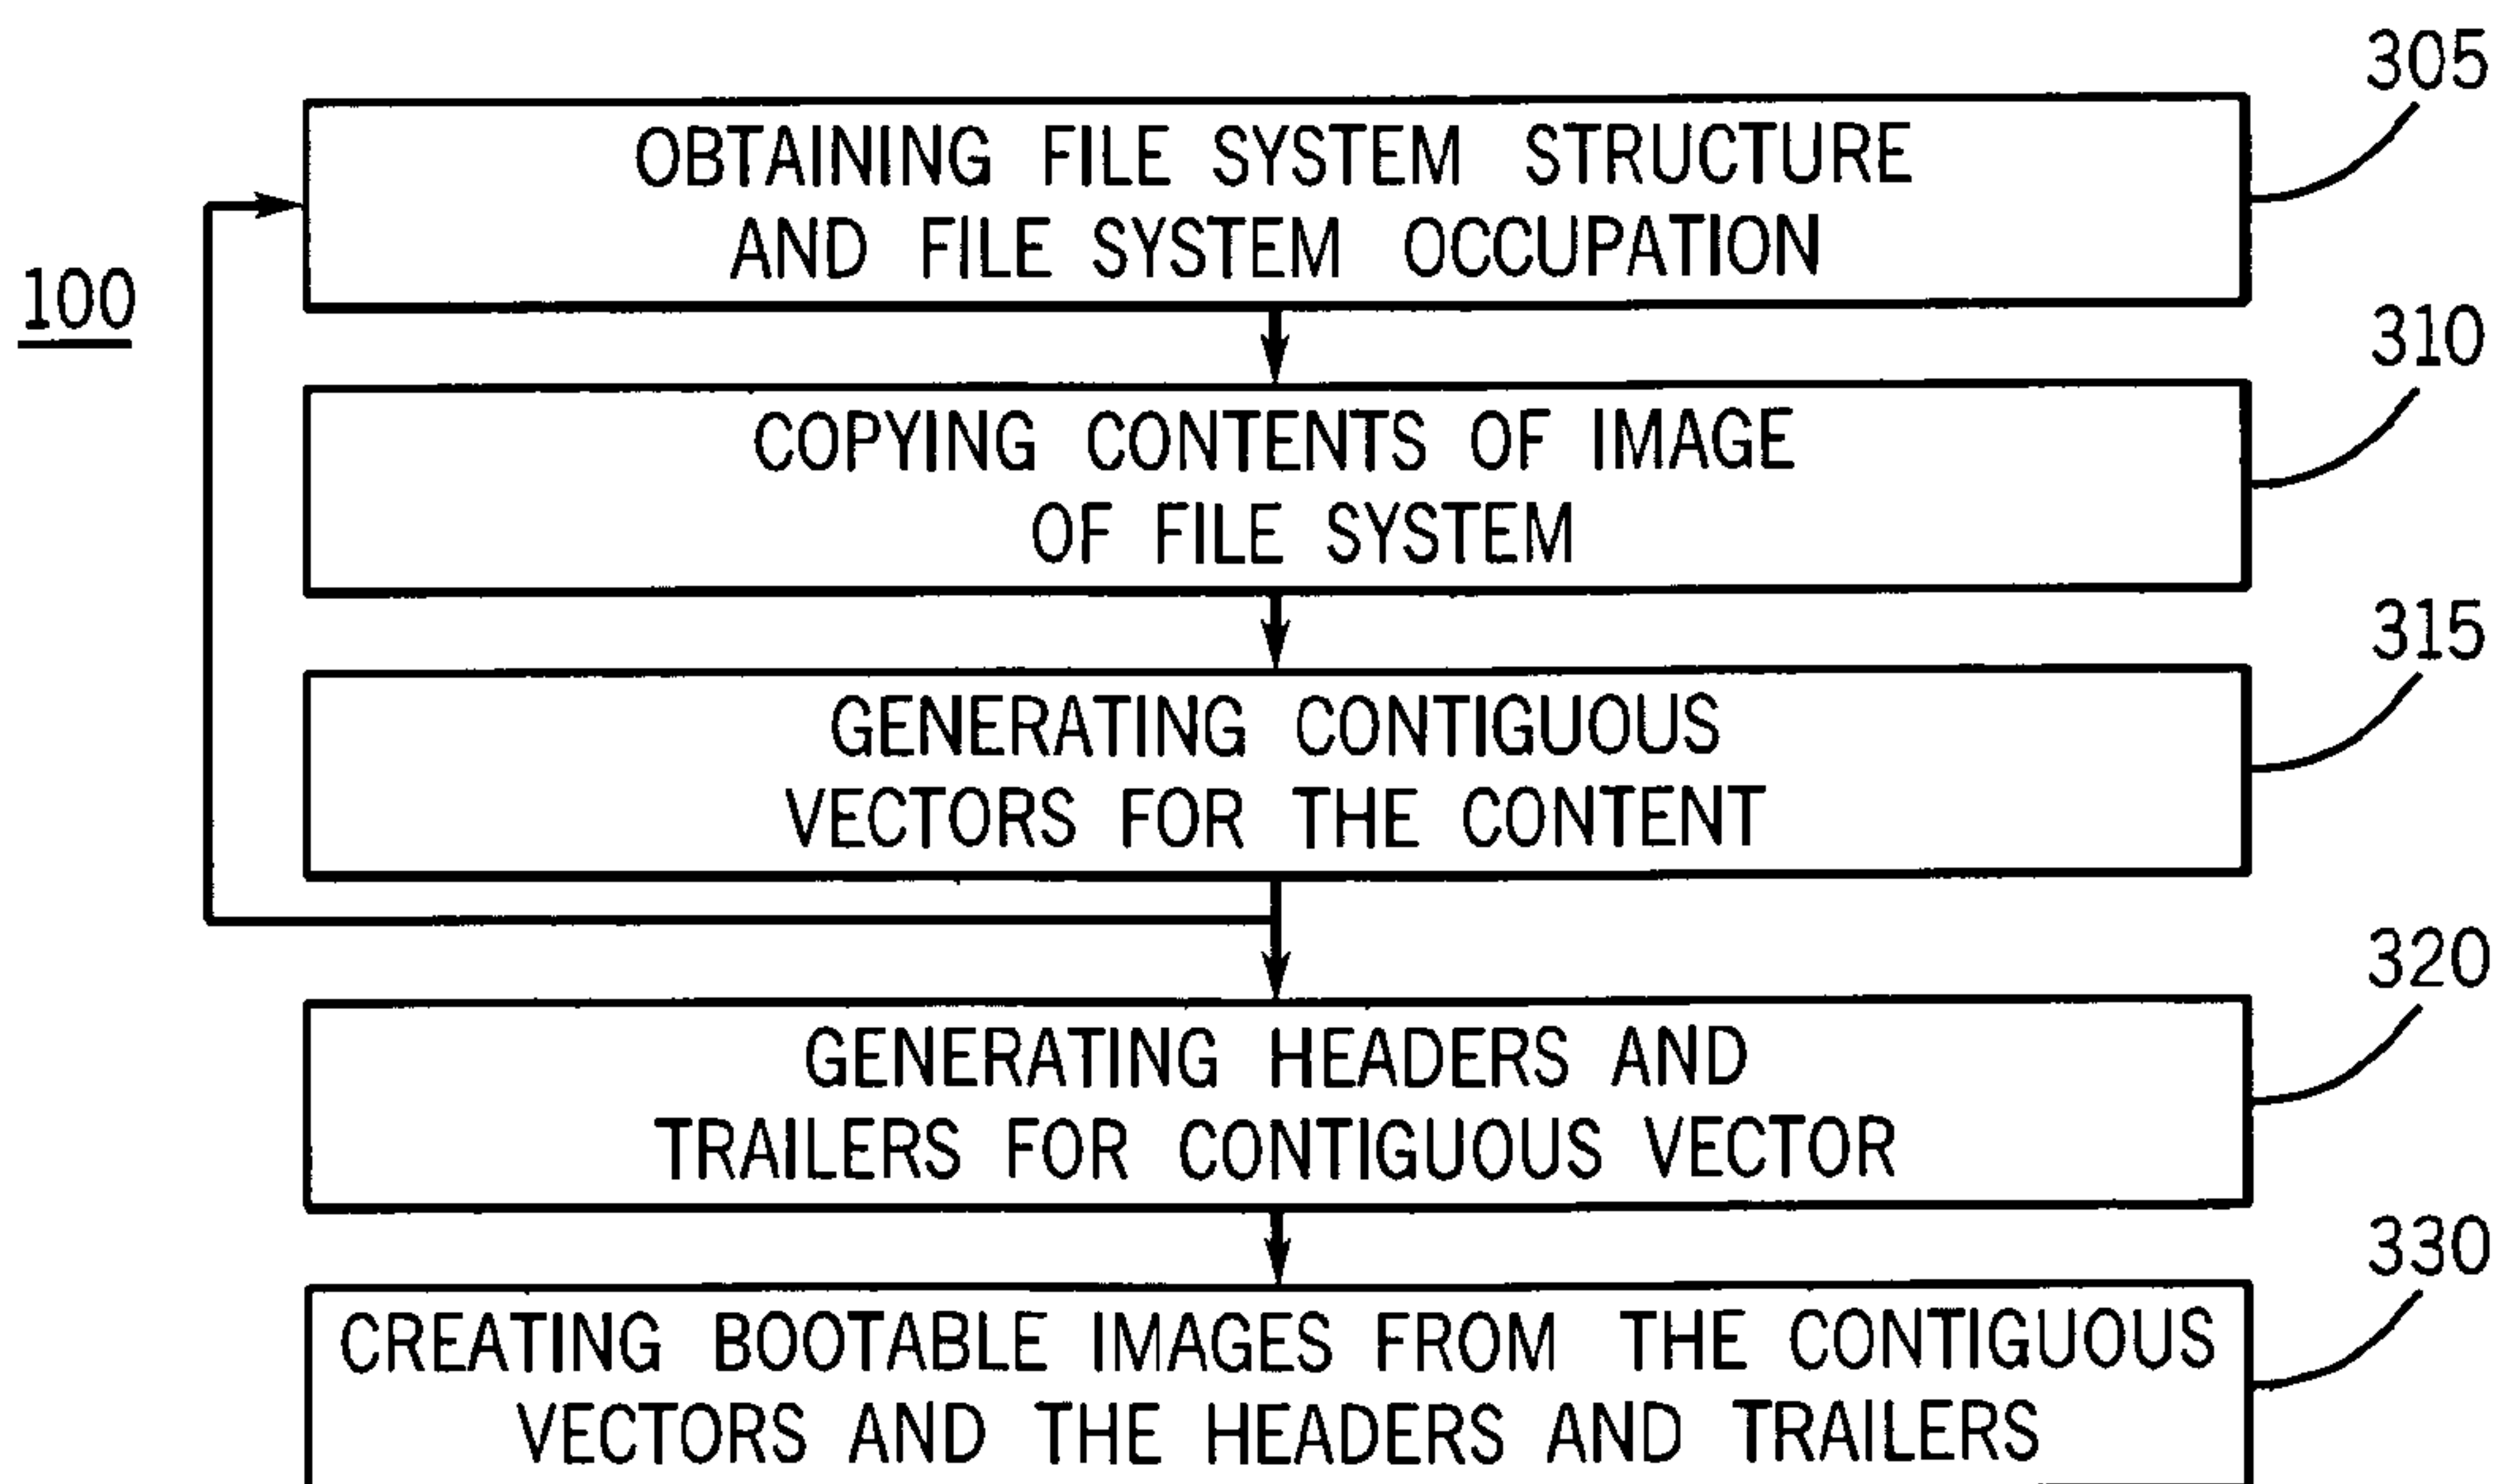 305
OBTAINING FILE SYSTEM STRUCTURE
AND FILE SYSTEM OCCUPATION
100
310
COPYING CONTENTS OF IMAGE
OF FILE SYSTEM
315
GENERATING CONTIGUOUS
VECTORS FOR THE CONTENT
320
GENERATING HEADERS AND
TRAILERS FOR CONTIGUOUS VECTOR
330
CREATING BOOTABLE IMAGES FROM THE CONTIGUOUS
VECTORS AND THE HEADERS AND TRAILERS